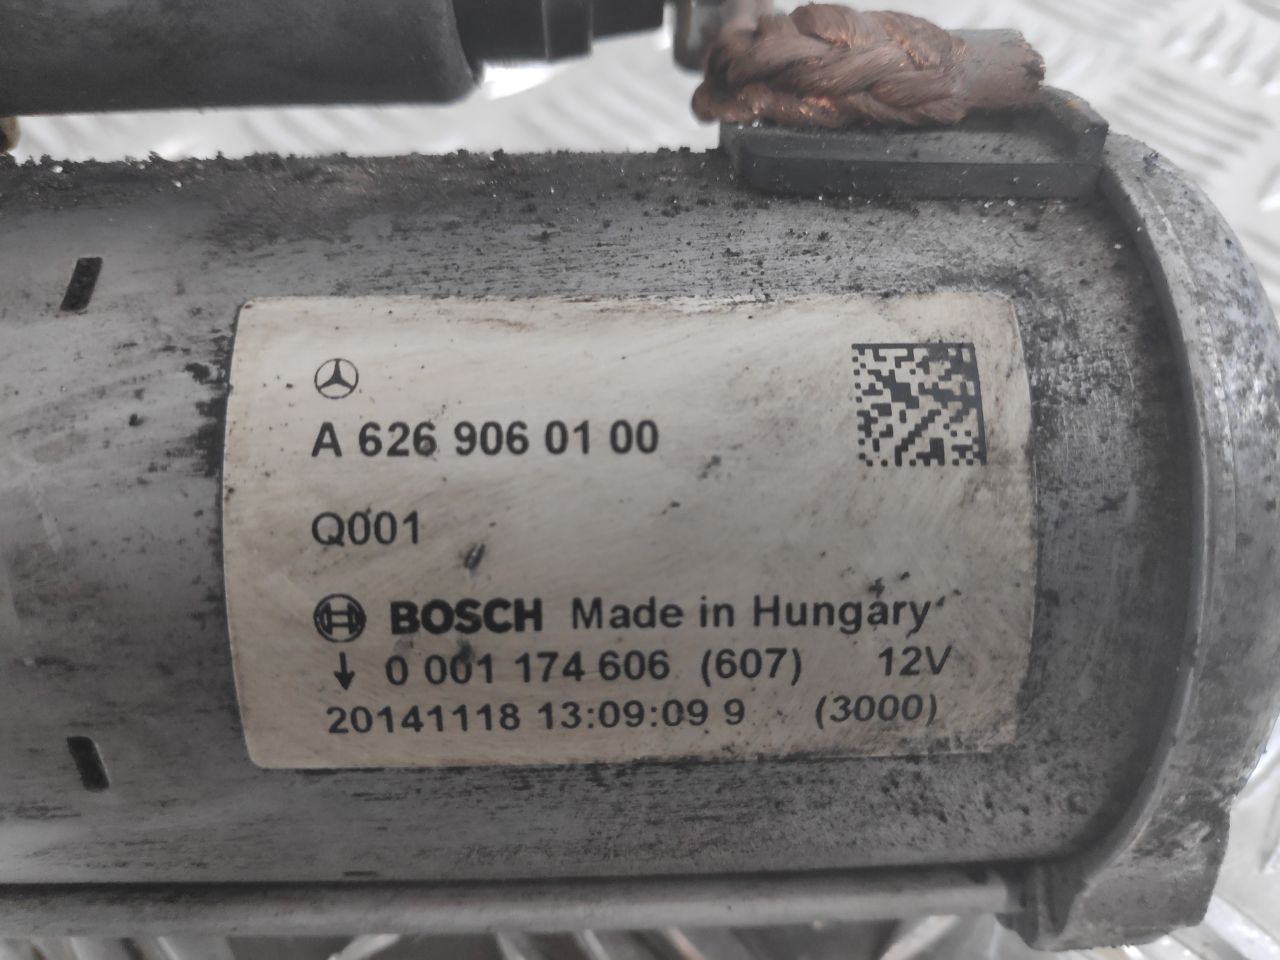 A 626 906 01 00
Q001
BOSCH Made in Hungary
↓ 0 001 174 606 (607) 12V
20141118 13:09:09 9 (3000)